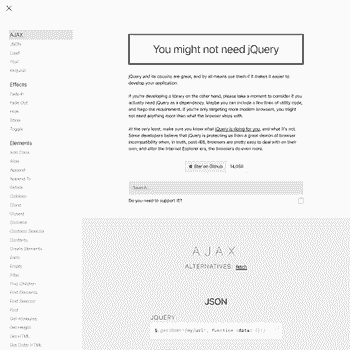 AJAX
JSON
Load
Post
Request
Effects
Fade In
Fade Out
Hide
Show
Toggle
Elements
Add Class
After
Append
Append To
Before
Children
Clone
Closest
Contains
Contains Selector
Contents
Create Elements
Each
Empty
Filter
Find Children
Find Elements
Find Selector
First
Get Attributes
Get Height
Get HTML
Get Outer HTML
You might not need jQuery
jQuery and its cousins are great, and by all means use them if it makes it easier to
develop your application.
If you're developing a library on the other hand, please take a moment to consider if you
actually need jQuery as a dependency. Maybe you can include a few lines of utility code,
and forgo the requirement. If you're only targeting more modern browsers, you might
not need anything more than what the browser ships with.
At the very least, make sure you know what jQuery is doing for you, and what it's not.
Some developers believe that jQuery is protecting us from a great demon of browser
incompatibility when, in truth, post-IE8, browsers are pretty easy to deal with on their
own; and after the Internet Explorer era, the browsers do even more.
Star on Github
Search...
Do you need to support IE?
AJAX
ALTERNATIVES: fetch
JSON
JQUERY
$.getJSON('/my/url', function (data) {});